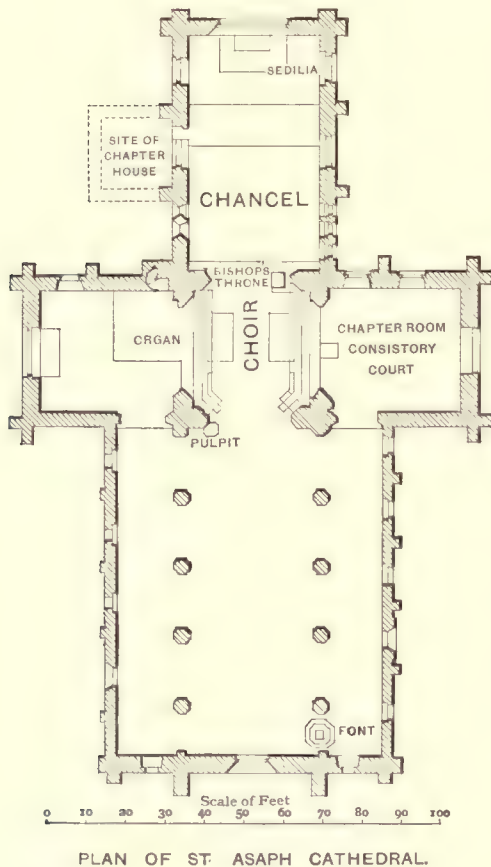 SEDILIA
SITE OF
CHAPTER
HOUSE
CHANCEL
BISHOPS
THRONE
CRGAN
CHOIR
CHAPTER ROOM
CONSISTORY
COURT
PULPIT
FONT
Scale of Feet
0 10 20 30 40 50 60 70 80 90 100
PLAN OF ST. ASAPH CATHEDRAL.